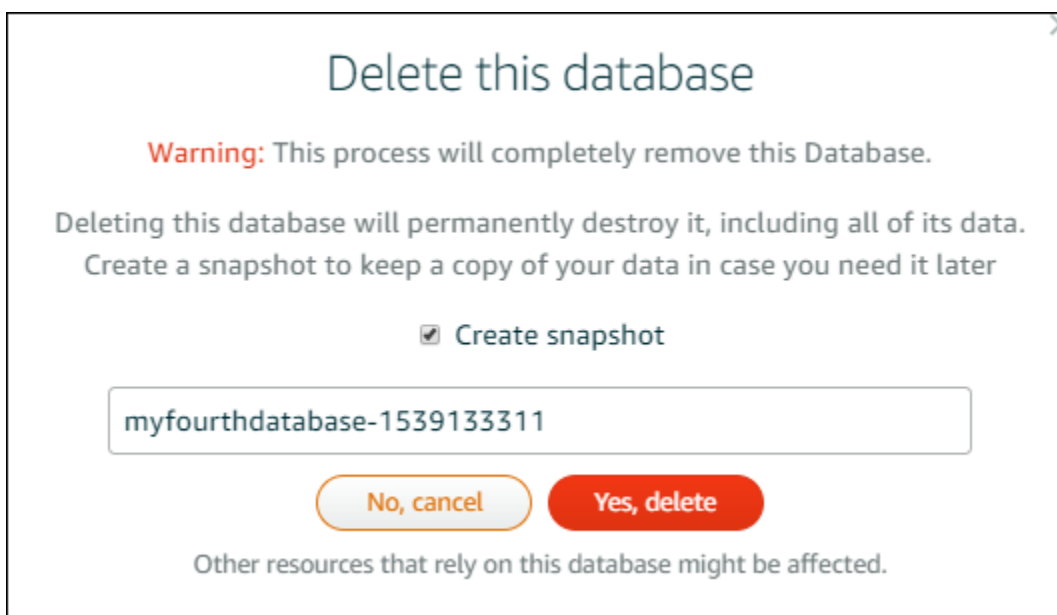 Delete this database
Warning: This process will completely remove this Database.
Deleting this database will permanently destroy it, including all of its data.
Create a snapshot to keep a copy of your data in case you need it later
Create snapshot
myfourthdatabase-1539133311
No, cancel
Yes, delete
Other resources that rely on this database might be affected.